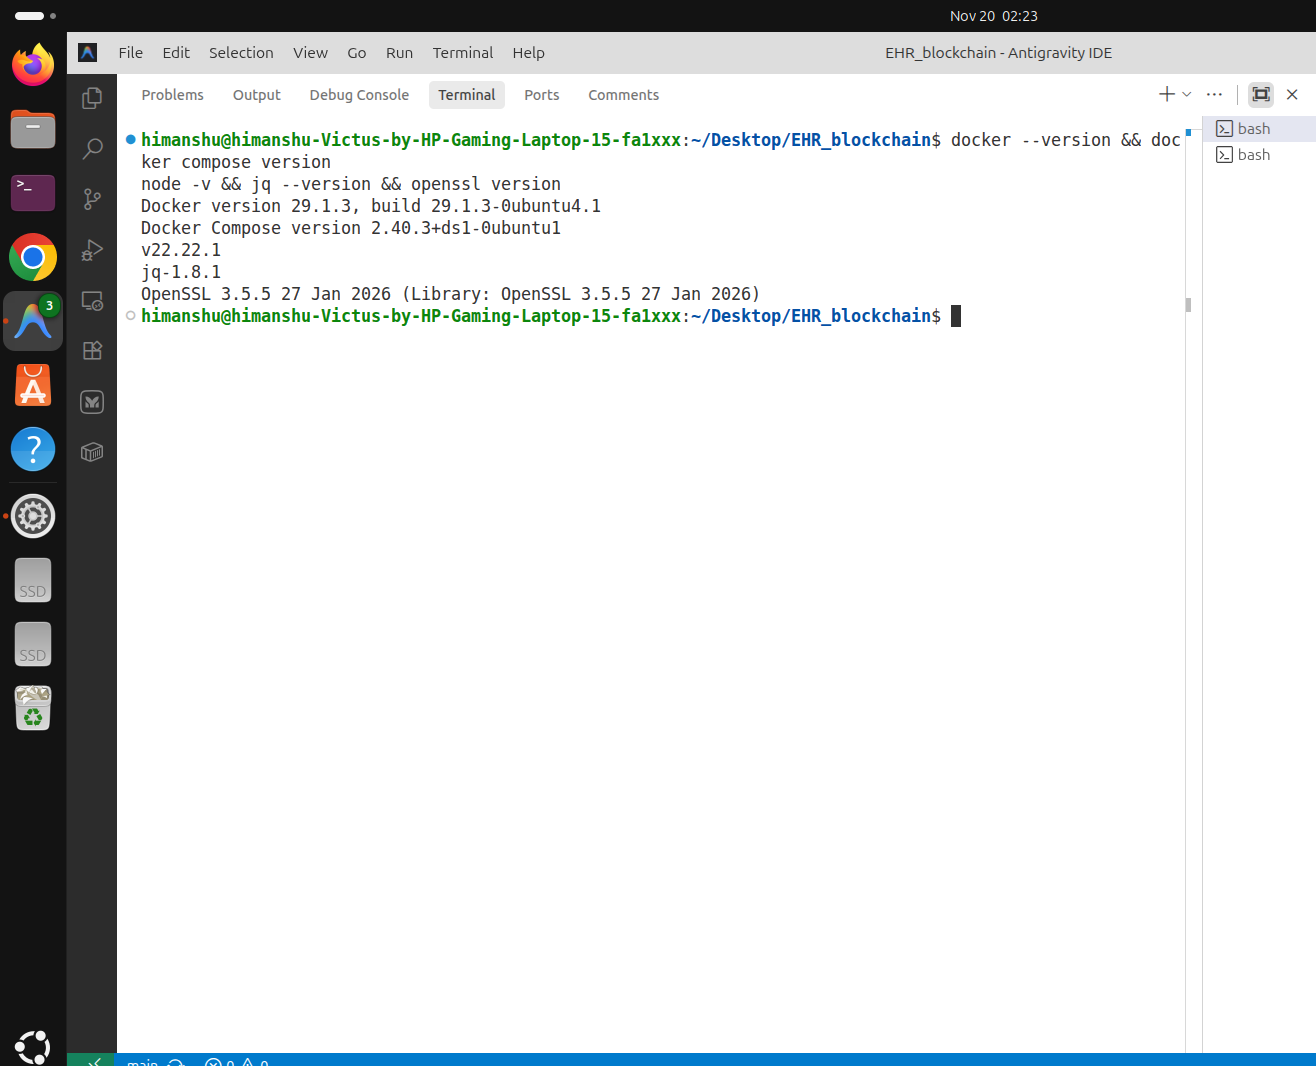 Nov 20 02:23
File Edit Selection View Go Run Terminal Help
EHR_blockchain - Antigravity IDE
Problems Output Debug Console Terminal Ports Comments
himanshu@himanshu-Victus-by-HP-Gaming-Laptop-15-fa1xxx:~/Desktop/EHR_blockchain$ docker --version && doc
ker compose version
node -v && jq --version && openssl version
Docker version 29.1.3, build 29.1.3-0ubuntu4.1
Docker Compose version 2.40.3+ds1-0ubuntu1
v22.22.1
jq-1.8.1
OpenSSL 3.5.5 27 Jan 2026 (Library: OpenSSL 3.5.5 27 Jan 2026)
himanshu@himanshu-Victus-by-HP-Gaming-Laptop-15-fa1xxx:~/Desktop/EHR_blockchain$
bash
bash
3
SSD
SSD
main 0 0